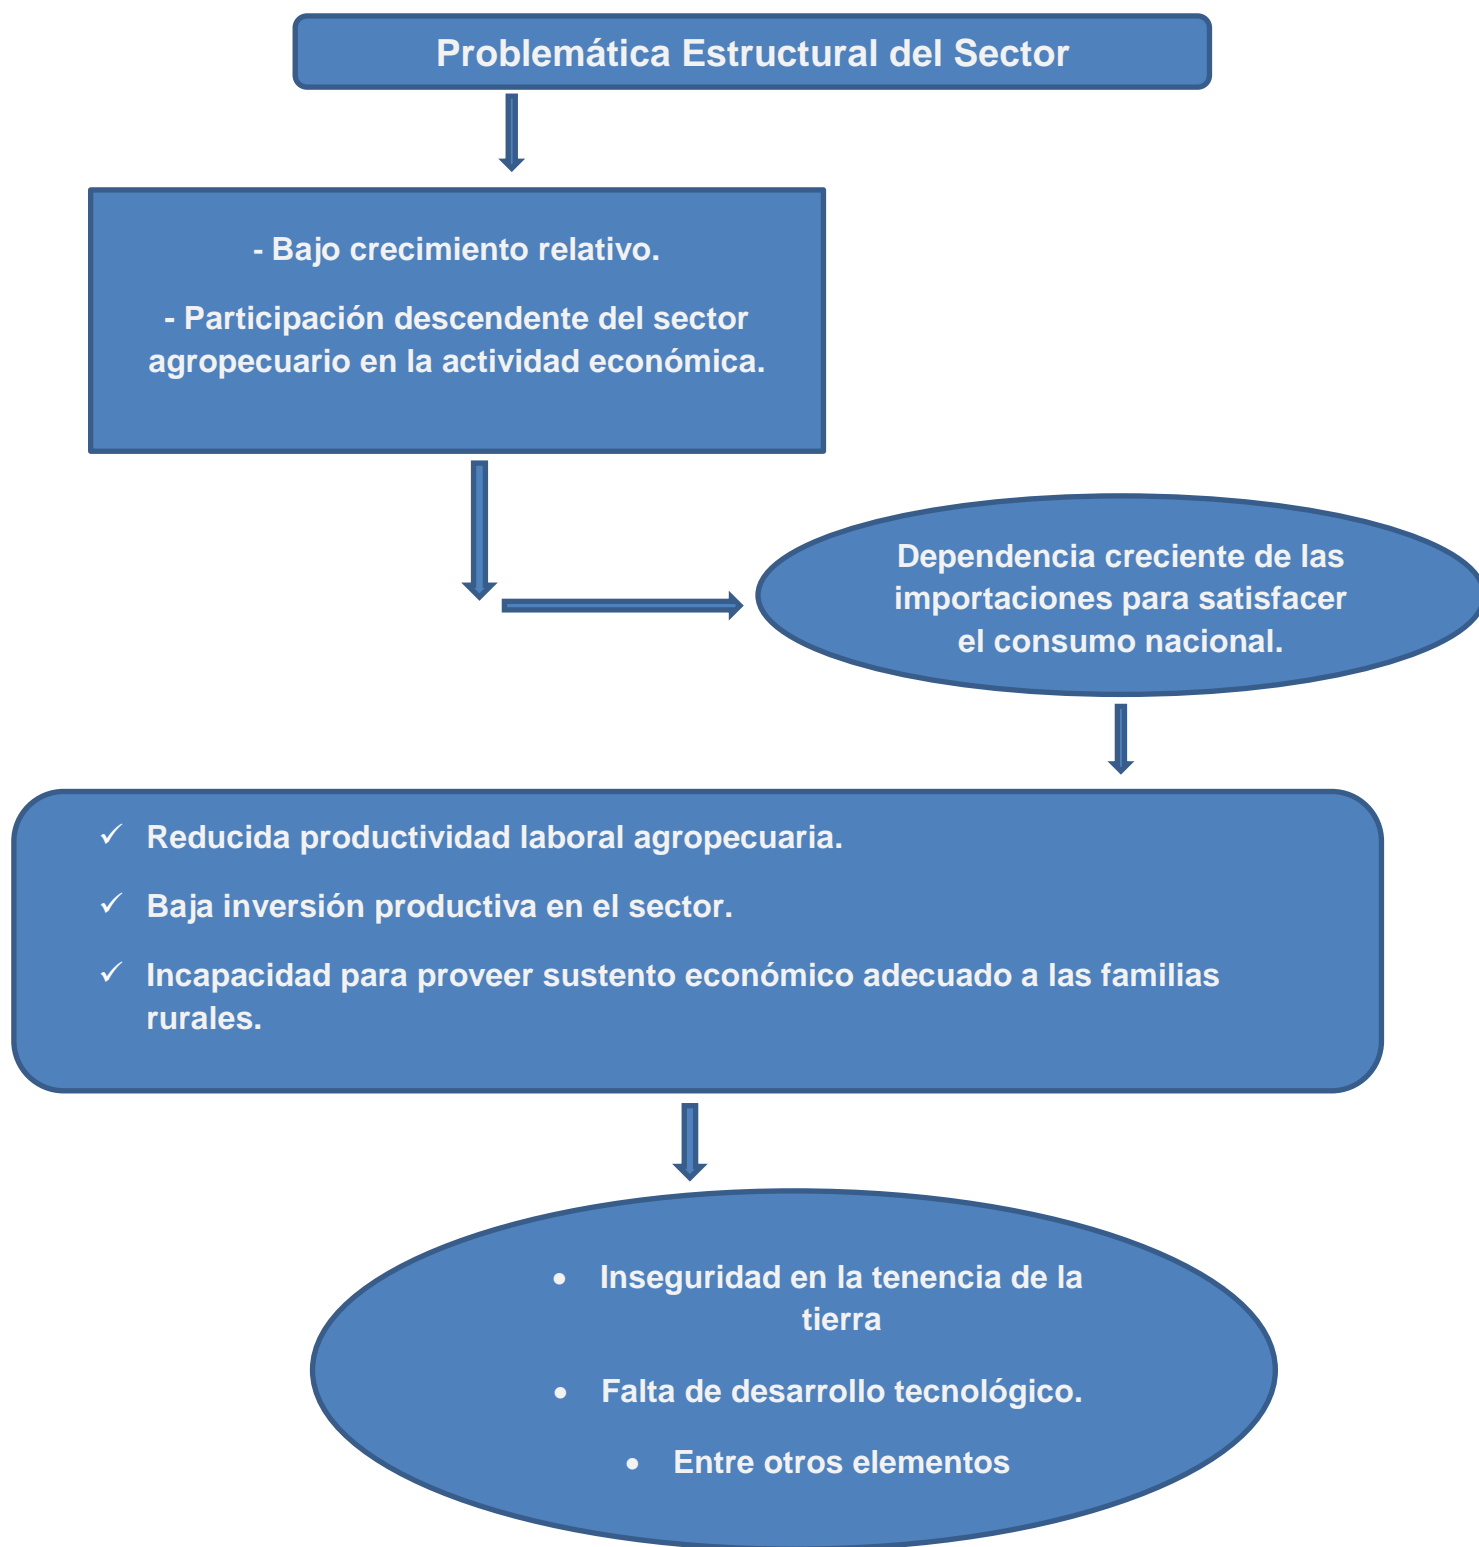 Problemática Estructural del Sector
- Bajo crecimiento relativo.
- Participación descendente del sector
agropecuario en la actividad económica.
Dependencia creciente de las
importaciones para satisfacer
el consumo nacional.
✓ Reducida productividad laboral agropecuaria.
✓ Baja inversión productiva en el sector.
✓ Incapacidad para proveer sustento económico adecuado a las familias
rurales.
• Inseguridad en la tenencia de la
tierra
• Falta de desarrollo tecnológico.
• Entre otros elementos